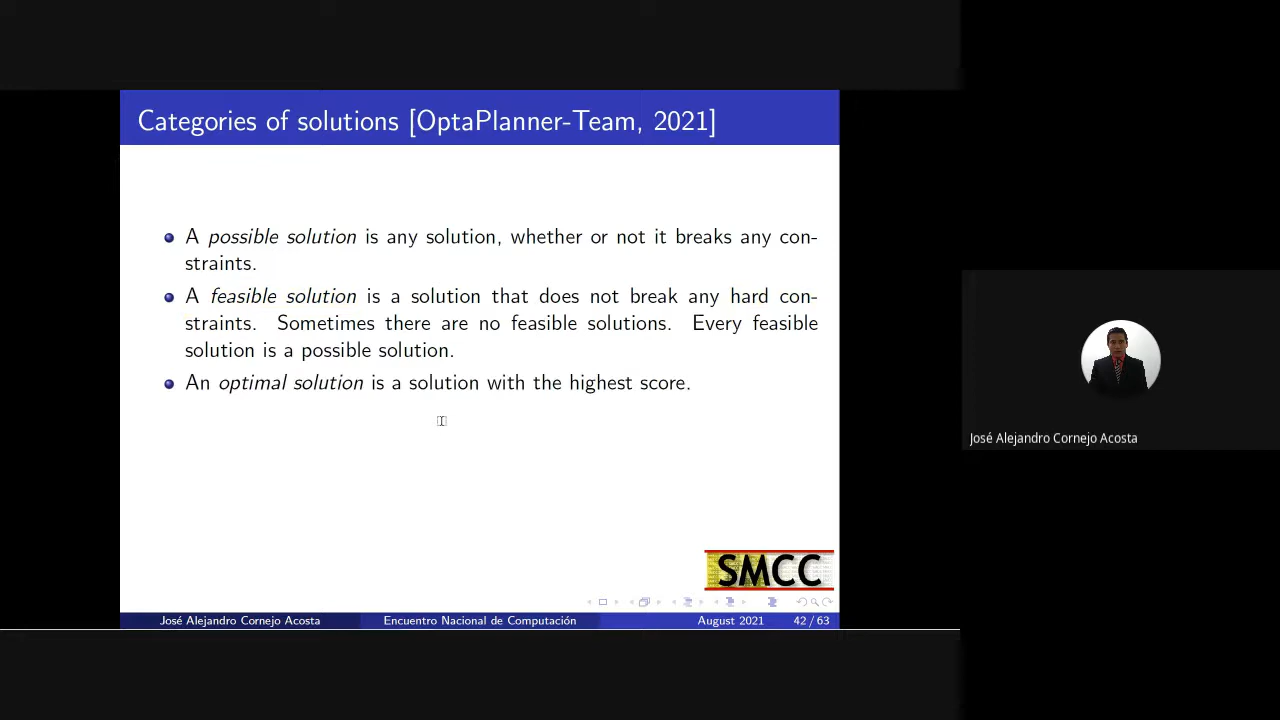 Categories of solutions [OptaPlanner-Team, 2021]
A possible solution is any solution, whether or not it breaks any con-
straints.
A feasible solution is a solution that does not break any hard con-
straints. Sometimes there are no feasible solutions. Every feasible
solution is a possible solution.
An optimal solution is a solution with the highest score.
SMCC
José Alejandro Cornejo Acosta
Encuentro Nacional de Computación
August 2021
42 / 63
José Alejandro Cornejo Acosta